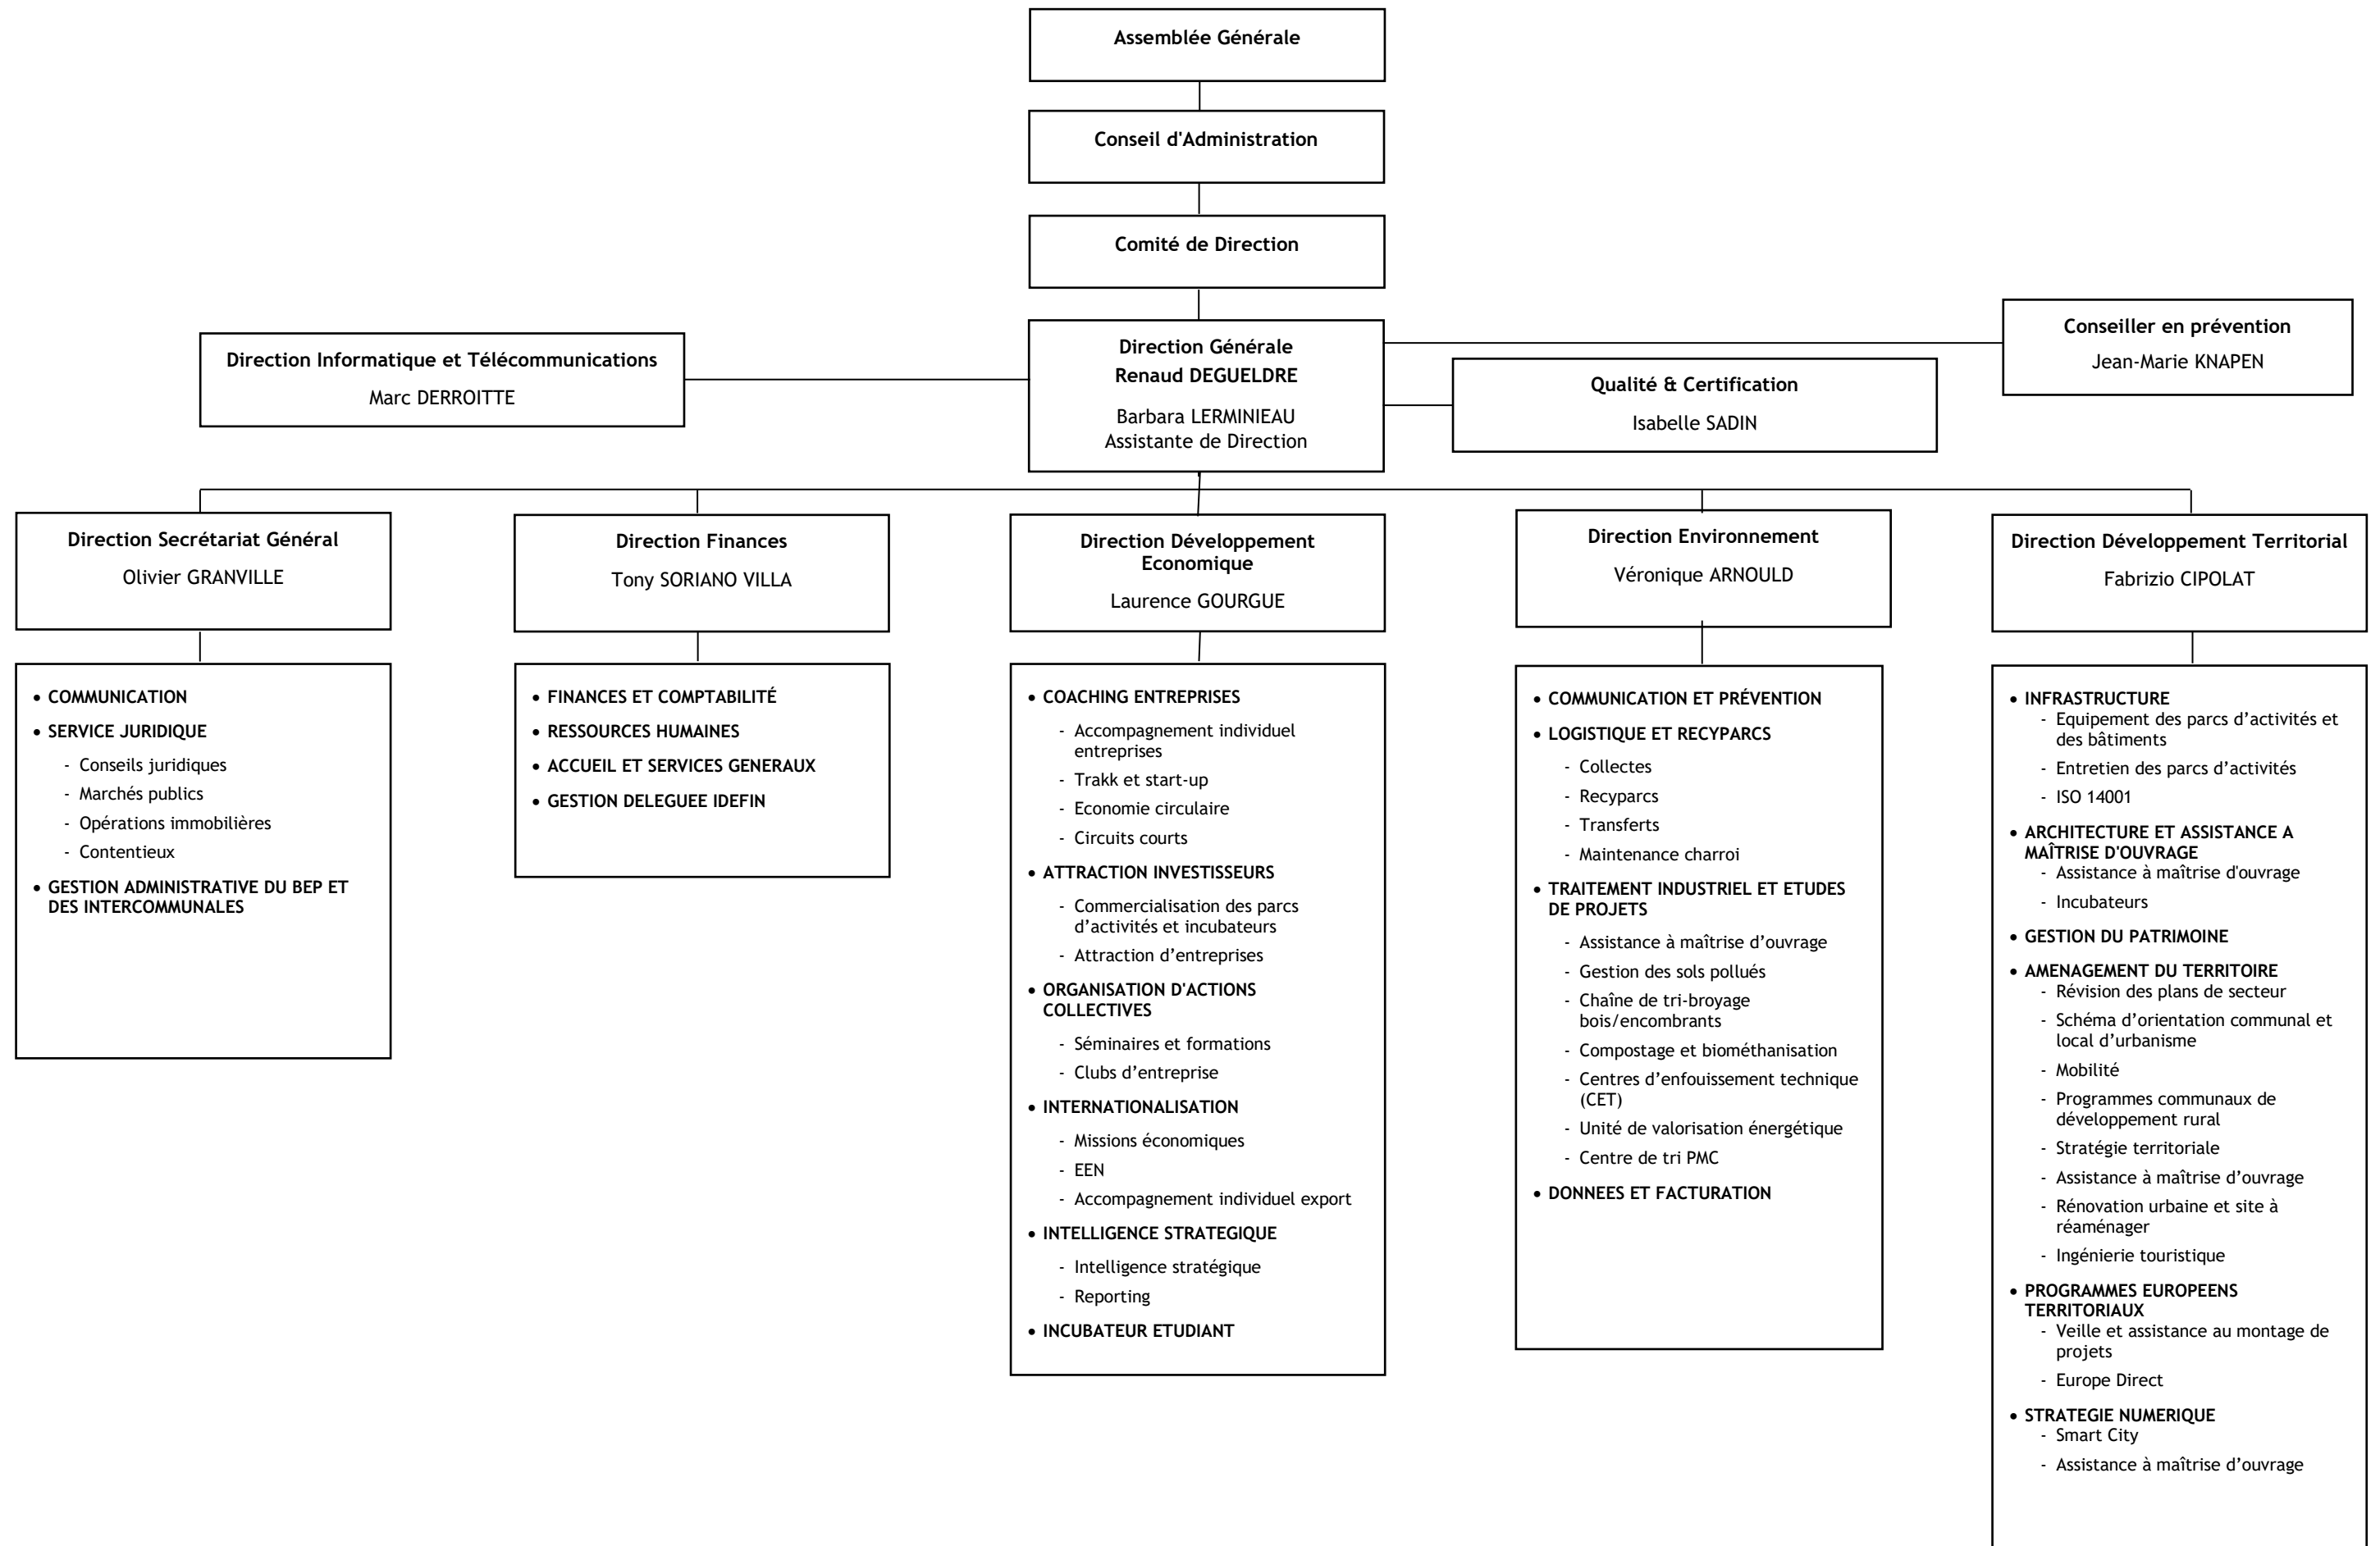 Assemblée Générale
Conseil d'Administration
Comité de Direction
Direction Informatique et Télécommunications
Marc DERROITTE
Direction Générale
Renaud DEGUELDRE
Barbara LERMINIEAU
Assistante de Direction
Conseiller en prévention
Jean-Marie KNAPEN
Qualité & Certification
Isabelle SADIN
Direction Secrétariat Général
Olivier GRANVILLE
• COMMUNICATION
• SERVICE JURIDIQUE
- Conseils juridiques
- Marchés publics
- Opérations immobilières
- Contentieux
• GESTION ADMINISTRATIVE DU BEP ET
DES INTERCOMMUNALES
Direction Finances
Tony SORIANO VILLA
• FINANCES ET COMPTABILITÉ
• RESSOURCES HUMAINES
• ACCUEIL ET SERVICES GENERAUX
• GESTION DELEGUEE IDEFIN
Direction Développement
Economique
Laurence GOURGUE
• COACHING ENTREPRISES
- Accompagnement individuel
entreprises
- Trakk et start-up
- Economie circulaire
- Circuits courts
• ATTRACTION INVESTISSEURS
- Commercialisation des parcs
d’activités et incubateurs
- Attraction d’entreprises
• ORGANISATION D'ACTIONS
COLLECTIVES
- Séminaires et formations
- Clubs d’entreprise
• INTERNATIONALISATION
- Missions économiques
- EEN
- Accompagnement individuel export
• INTELLIGENCE STRATEGIQUE
- Intelligence stratégique
- Reporting
• INCUBATEUR ETUDIANT
Direction Environnement
Véronique ARNOULD
• COMMUNICATION ET PRÉVENTION
• LOGISTIQUE ET RECYPARCS
- Collectes
- Recyparcs
- Transferts
- Maintenance charroi
• TRAITEMENT INDUSTRIEL ET ETUDES
DE PROJETS
- Assistance à maîtrise d’ouvrage
- Gestion des sols pollués
- Chaîne de tri-broyage
bois/encombrants
- Compostage et biométhanisation
- Centres d’enfouissement technique
(CET)
- Unité de valorisation énergétique
- Centre de tri PMC
• DONNEES ET FACTURATION
Direction Développement Territorial
Fabrizio CIPOLAT
• INFRASTRUCTURE
- Equipement des parcs d’activités et
des bâtiments
- Entretien des parcs d’activités
- ISO 14001
• ARCHITECTURE ET ASSISTANCE A
MAÎTRISE D'OUVRAGE
- Assistance à maîtrise d'ouvrage
- Incubateurs
• GESTION DU PATRIMOINE
• AMENAGEMENT DU TERRITOIRE
- Révision des plans de secteur
- Schéma d’orientation communal et
local d’urbanisme
- Mobilité
- Programmes communaux de
développement rural
- Stratégie territoriale
- Assistance à maîtrise d’ouvrage
- Rénovation urbaine et site à
réaménager
- Ingénierie touristique
• PROGRAMMES EUROPEENS
TERRITORIAUX
- Veille et assistance au montage de
projets
- Europe Direct
• STRATEGIE NUMERIQUE
- Smart City
- Assistance à maîtrise d’ouvrage